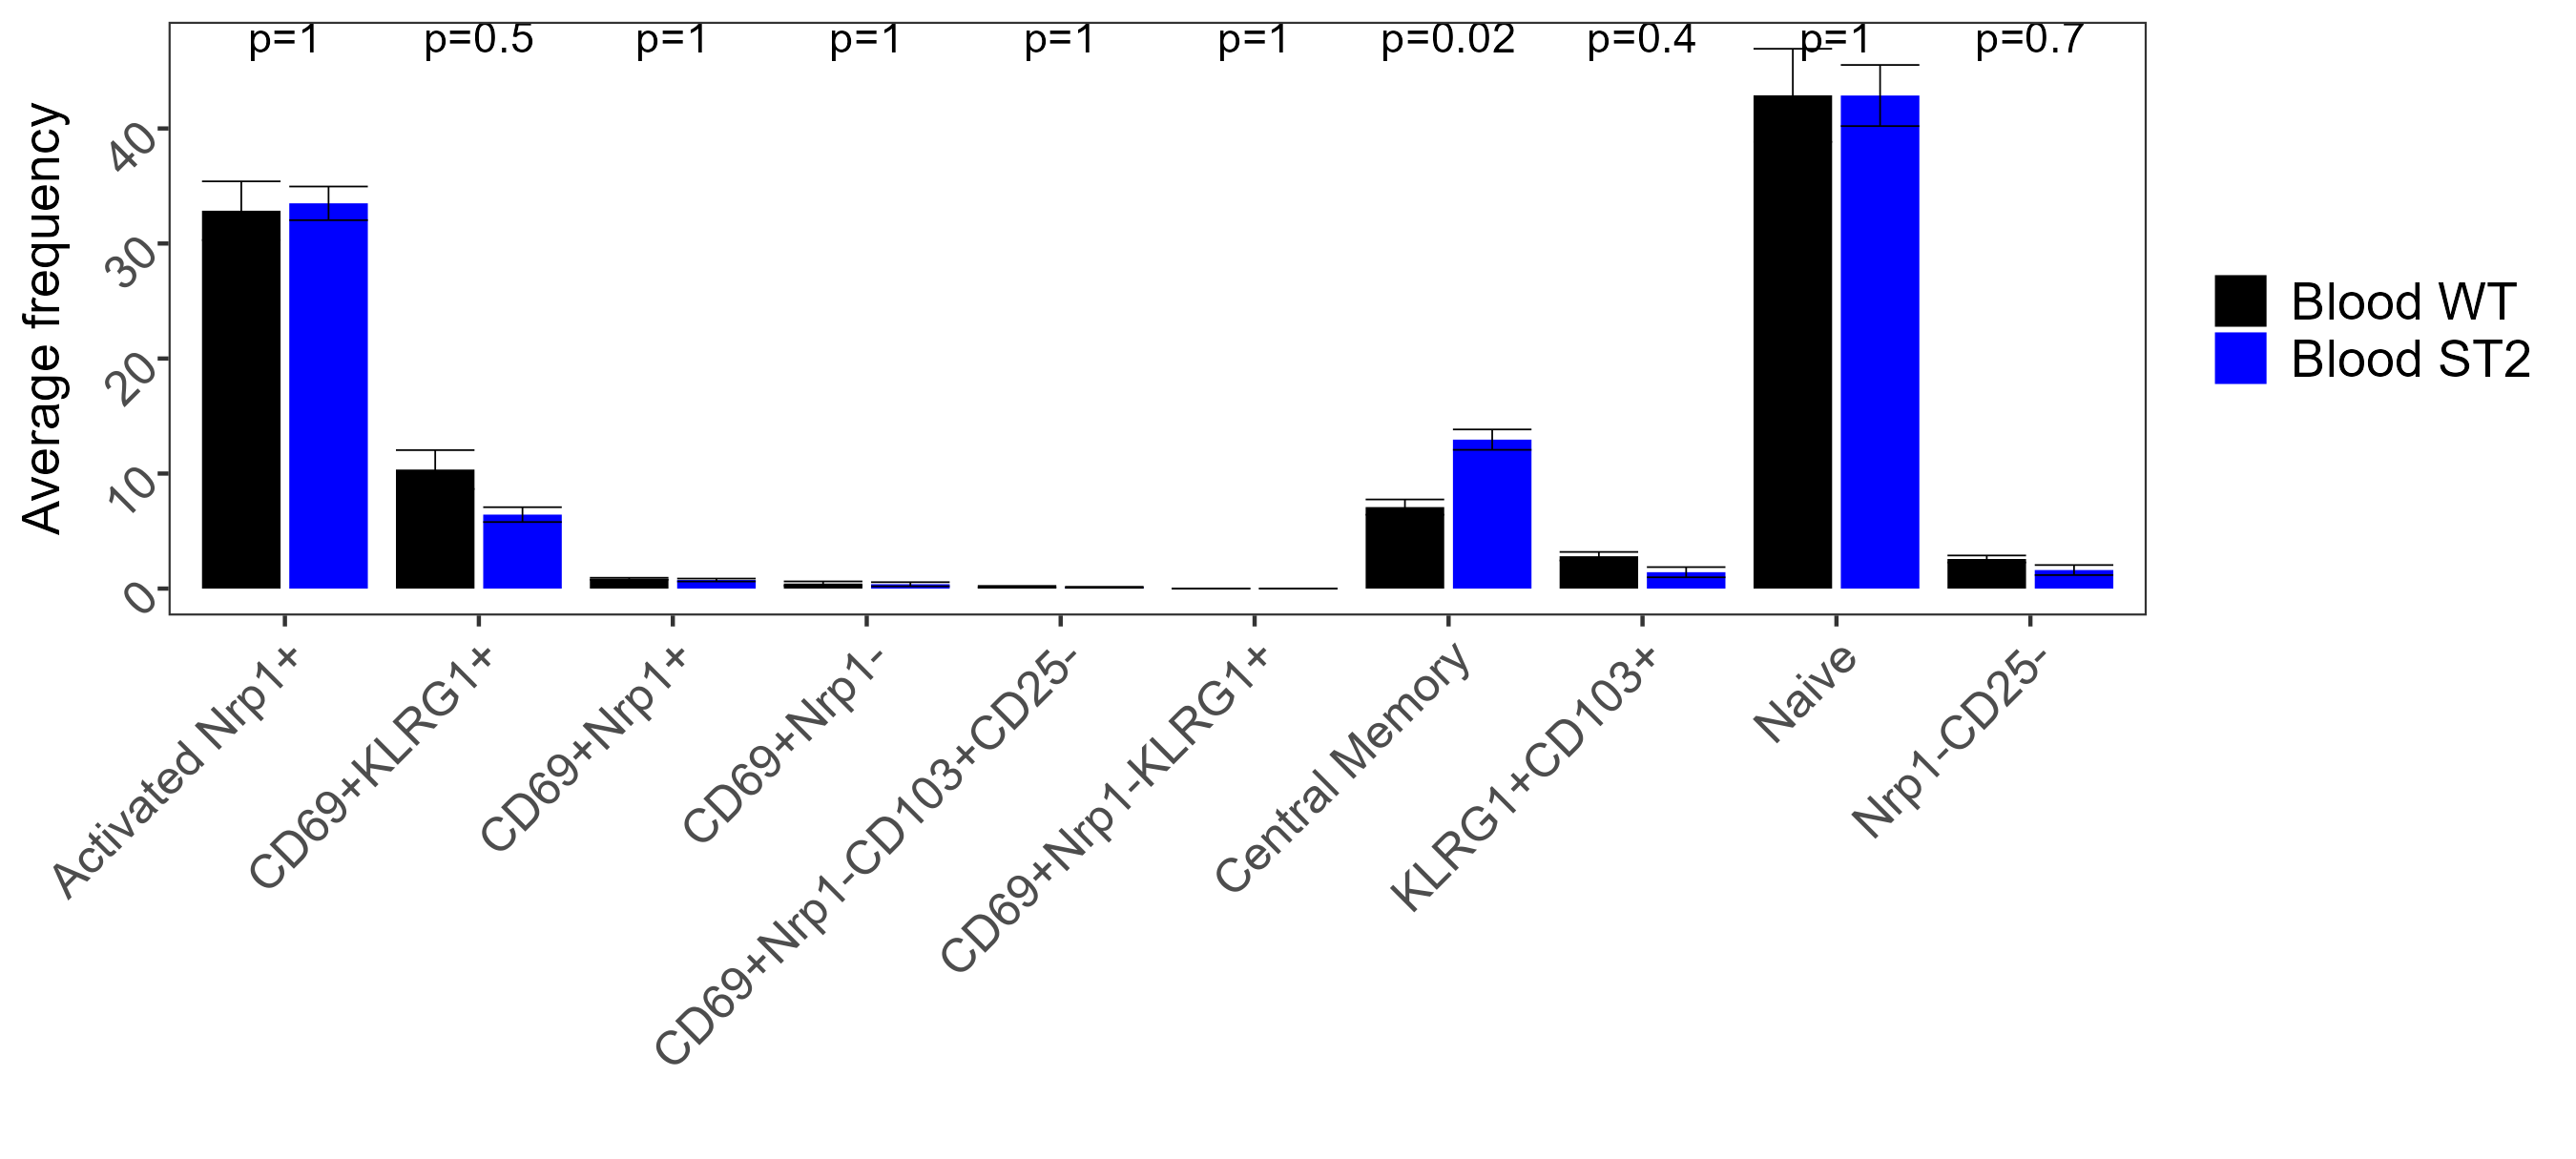 p=1 p=0.5 p=1 p=1 p=1 p=1 p=0.02 p=0.4 p=1 p=0.7
Average frequency
40
30
20
10
0
Blood WT
Blood ST2
Activated Nrp1+
CD69+KLRG1+
CD69+Nrp1+
CD69+Nrp1-
CD69+Nrp1-CD103+CD25-
CD69+Nrp1-KLRG1+
Central Memory
KLRG1+CD103+
Naive
Nrp1-CD25-